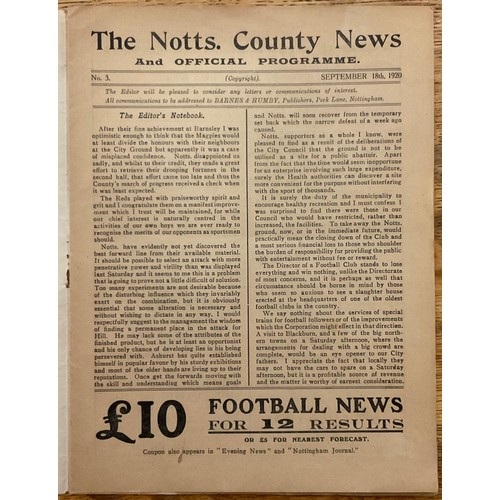 The Notts. County News
And OFFICIAL PROGRAMME.
No. 3.
(Copyright).
SEPTEMBER 18th, 1920
The Editor will be pleased to consider any letters or communications of interest.
All communications to be addressed to BARNES & HUMBY, Publishers, Park Lane, Nottingham.
The Editor's Notebook.
After their fine achievement at Barnsley I was
optimistic enough to think that the Magpies would
at least divide the honours with their neighbours
at the City Ground but apparently it was a case
of misplaced confidence. Notts. disappointed us
sadly, and whilst to their credit, they made a great
effort to retrieve their drooping fortunes in the
second half, that effort came too late and thus the
County's march of progress received a check when
it was least expected.
The Reds played with praiseworthy spirit and
grit and I congratulate them on a manifest improve-
ment which I trust will be maintained, for while
our chief interest is naturally centred in the
activities of our own boys we are ever ready to
recognise the merits of our opponents as sportsmen
should.
Notts. have evidently not yet discovered the
best forward line from their available material.
It should be possible to select an attack with more
penetrative power and virility than was displayed
last Saturday and it seems to me this is a problem
that is going to prove not a little difficult of solution.
Too many experiments are not desirable because
of the disturbing influence which they invariably
exert on the combination, but it is obviously
essential that some alteration is necessary and
without wishing to dictate in any way, I would
respectfully suggest to the management the wisdom
of finding a permanent place in the attack for
Hill. He may lack some of the attributes of the
finished product, but he is at least an opportunist
and his only chance of developing lies in his being
persevered with. Ashurst has quite established
himself in popular favour by his sturdy exhibitions
and most of the older hands are living up to their
reputations. Once get the forwards moving with
the skill and understanding which means goals
and Notts. will soon recover from the temporary
set back which the narrow defeat of a week ago
caused.
Notts. supporters as a whole I know, were
pleased to find as a result of the deliberations of
the City Council that the ground is not to be
utilised as a site for a public abattoir. Apart
from the fact that the time would seem inopportune
for an enterprise involving such large expenditure,
surely the Health authorities can discover a site
more convenient for the purpose without interfering
with the sport of thousands.
It is surely the duty of the municipality to
encourage healthy recreation and I must confess I
was surprised to find there were those in our
Council who would have restricted, rather than
increased, the facilities. To take away the Notts.
ground, now, or in the immediate future, would
practically mean the closing down of the Club and
a most serious financial loss to those who shoulder
the burden of responsibility for providing the public
with entertainment without fee or reward.
The Director of a Football Club stands to lose
everything and win nothing, unlike the Directorate
of most concerns, and it is perhaps as well that
circumstance should be borne in mind by those
who seem so anxious to see a slaughter house
erected at the headquarters of one of the oldest
football clubs in the country.
We say nothing about the services of special
trains for football followers or of the improvements
which the Corporation might effect in that direction.
A visit to Blackburn, and a few of the big north-
ern towns on a Saturday afternoon, where the
arrangements for dealing with a big crowd are
complete, would be an eye opener to our City
fathers. I appreciate the fact that locally they
may not have the cars to spare on a Saturday
afternoon, but it is a profitable source of revenue
and the matter is worthy of earnest consideration.
£10
FOOTBALL NEWS
FOR 12 RESULTS
OR £5 FOR NEAREST FORECAST.
Coupon also appears in "Evening News" and "Nottingham Journal."